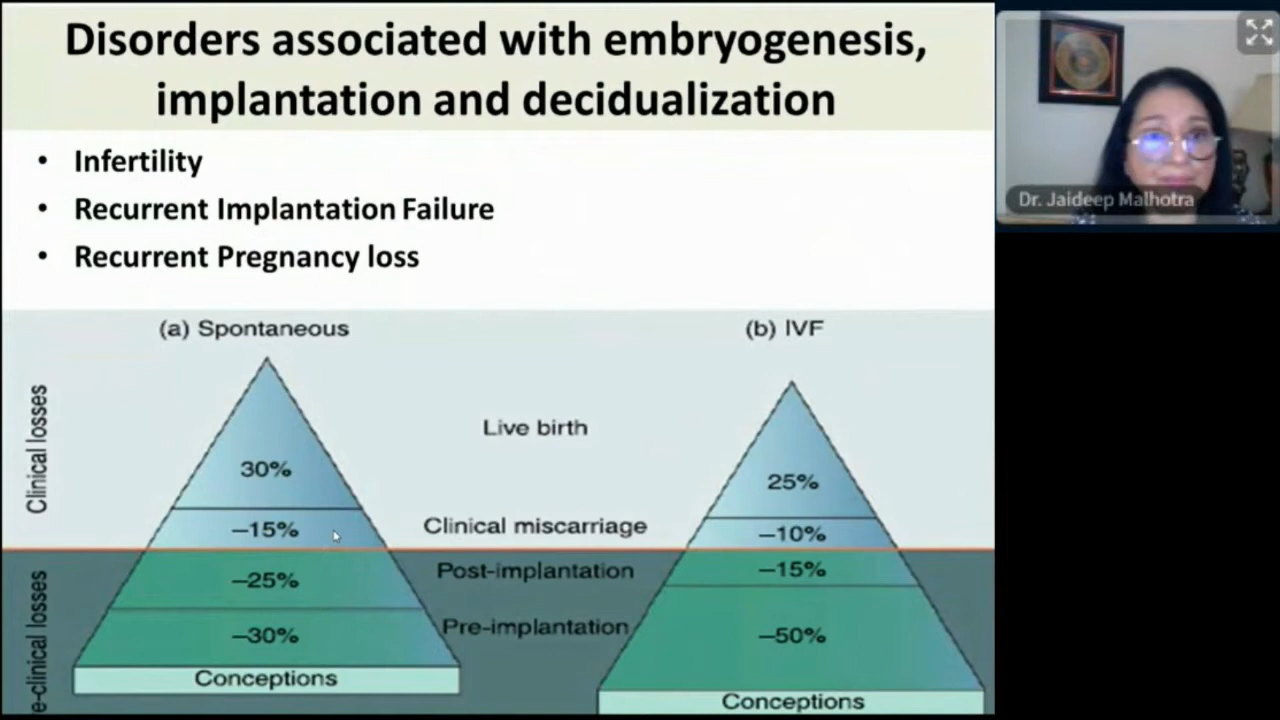 Disorders associated with embryogenesis,
implantation and decidualization
• Infertility
• Recurrent Implantation Failure
• Recurrent Pregnancy loss
(a) Spontaneous
(b) IVF
Clinical losses
Live birth
30%
25%
Clinical miscarriage
–15%
–10%
Post-implantation
–25%
–15%
e-clinical losses
Pre-implantation
–30%
–50%
Conceptions
Conceptions
Dr. Jaideep Malhotra